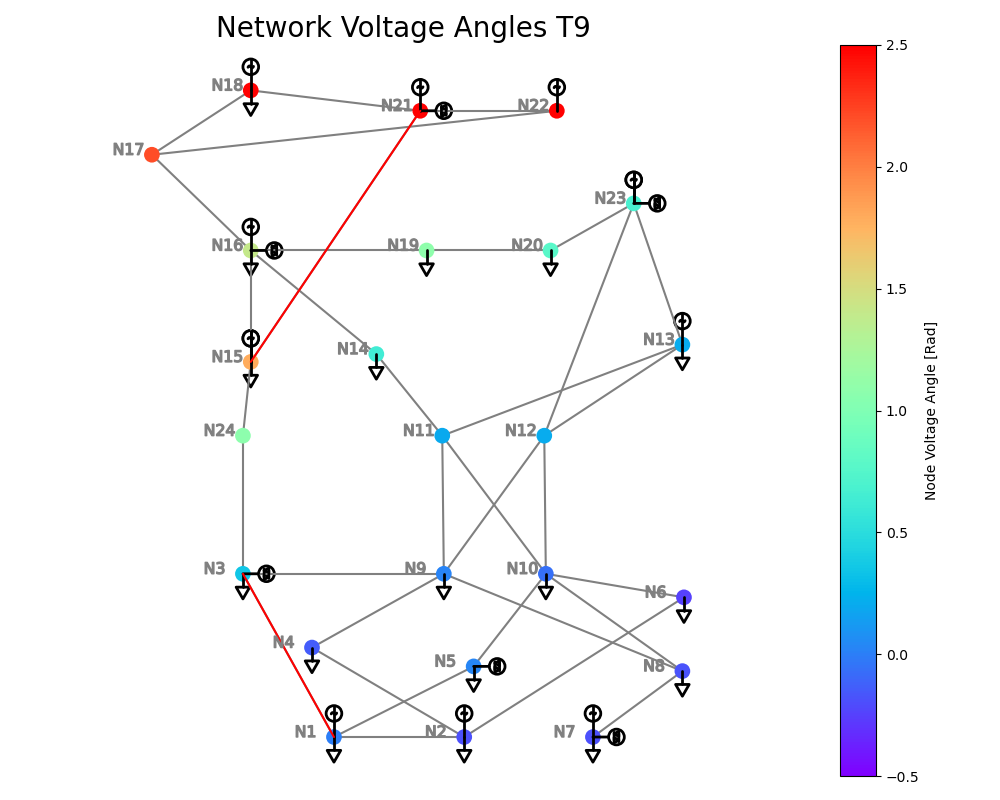 Network Voltage Angles T9
N18
N21
N22
N17
N23
N16
N19
N20
N13
N15
N14
N24
N11
N12
N3
N9
N10
N6
N4
N5
N8
N1
N2
N7
2.5
2.0
1.5
1.0
0.5
0.0
−0.5
Node Voltage Angle [Rad]